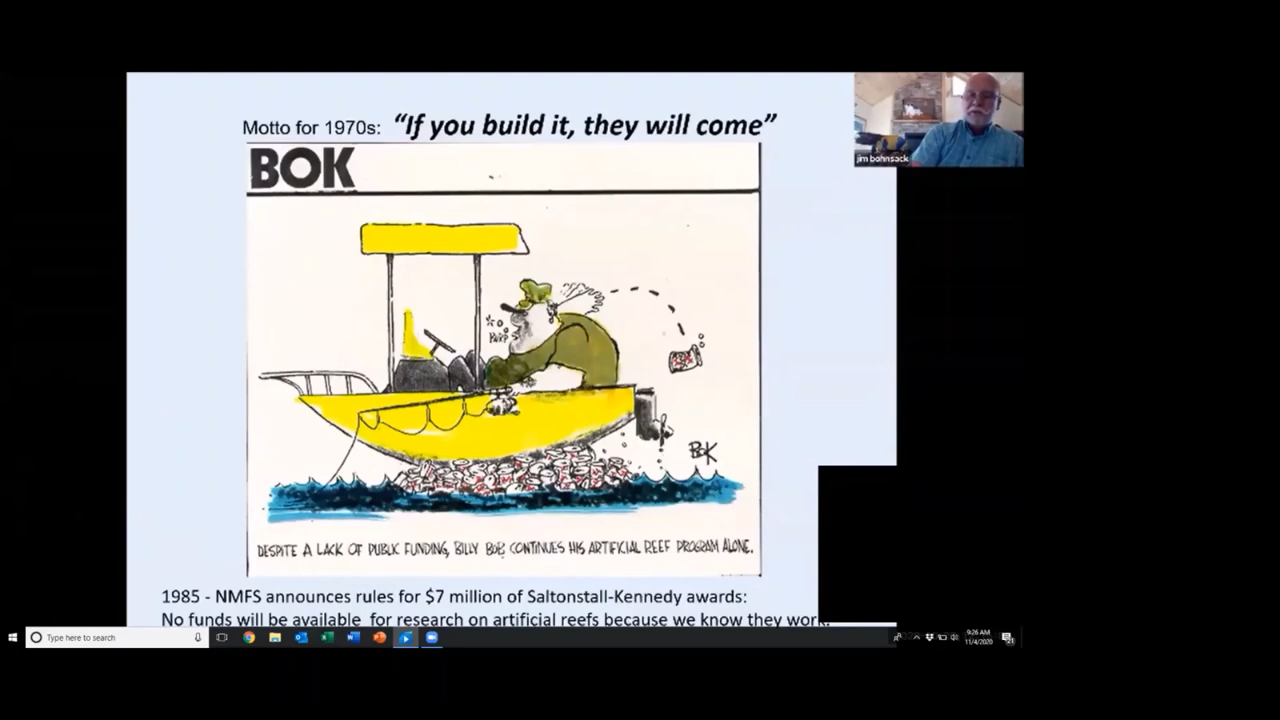 Motto for 1970s: “If you build it, they will come”
jim bohnsack
BOK
BURP
BOK
DESPITE A LACK OF PUBLIC FUNDING, BILLY BOB CONTINUES HIS ARTIFICIAL REEF PROGRAM ALONE.
1985 - NMFS announces rules for $7 million of Saltonstall-Kennedy awards:
No funds will be available for research on artificial reefs because we know they work.
Type here to search
9:26 AM
11/4/2020